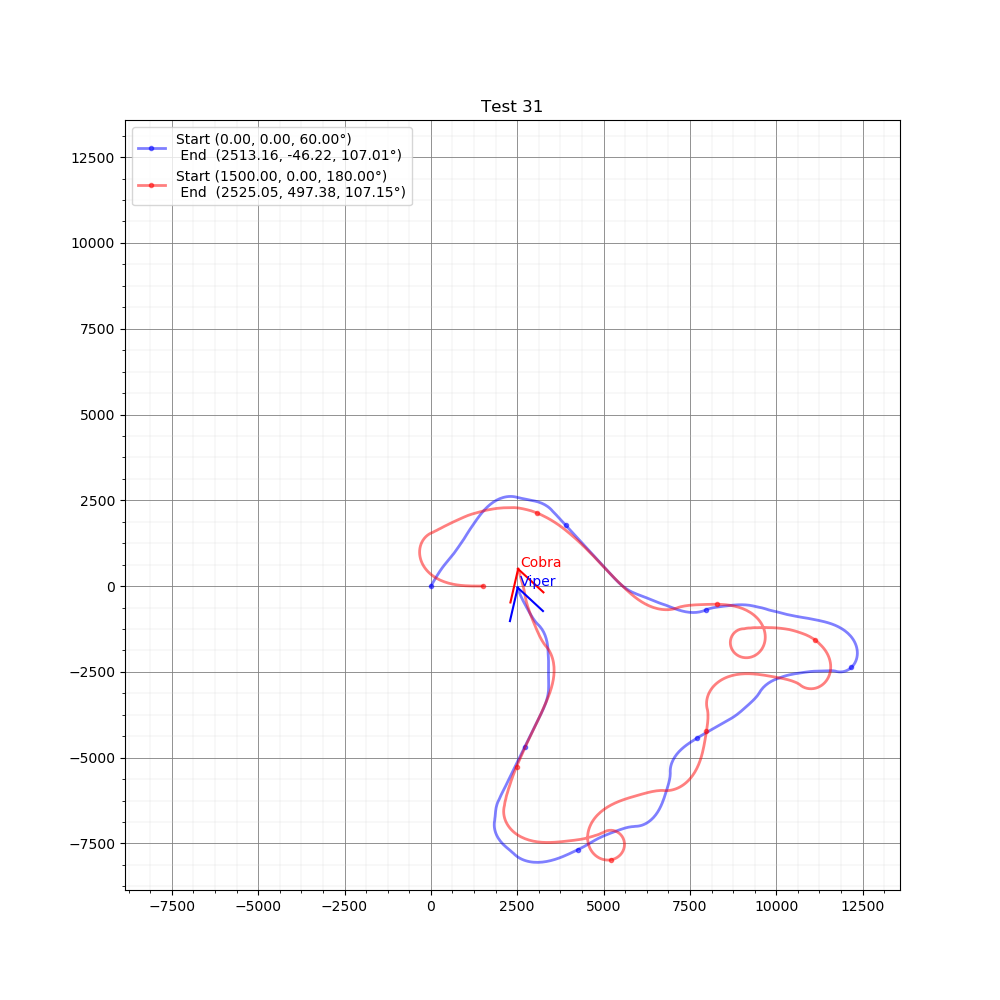 Test 31
Start (0.00, 0.00, 60.00°)
End (2513.16, -46.22, 107.01°)
Start (1500.00, 0.00, 180.00°)
End (2525.05, 497.38, 107.15°)
12500
10000
7500
5000
2500
0
−2500
−5000
−7500
Cobra
Viper
−7500 −5000 −2500 0 2500 5000 7500 10000 12500